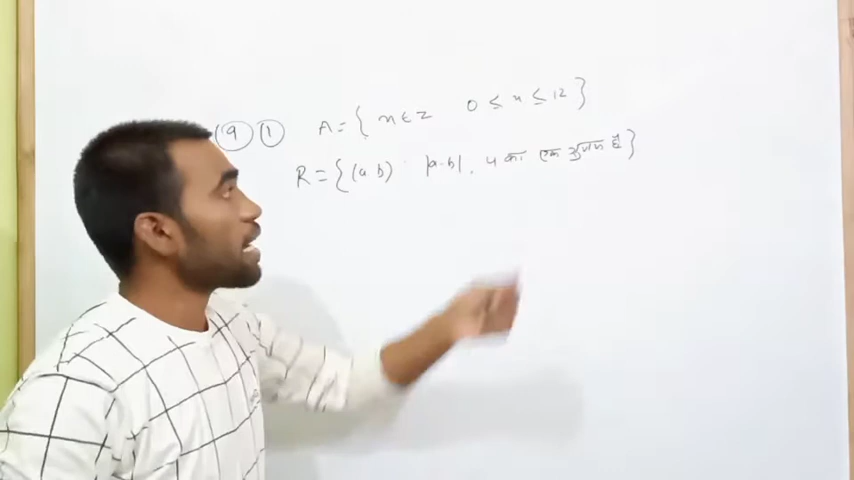 (9) (1) A = { x ∈ Z 0 ≤ x ≤ 12 }
R = { (a b) : |a-b|, 4 का एक गुणज है }